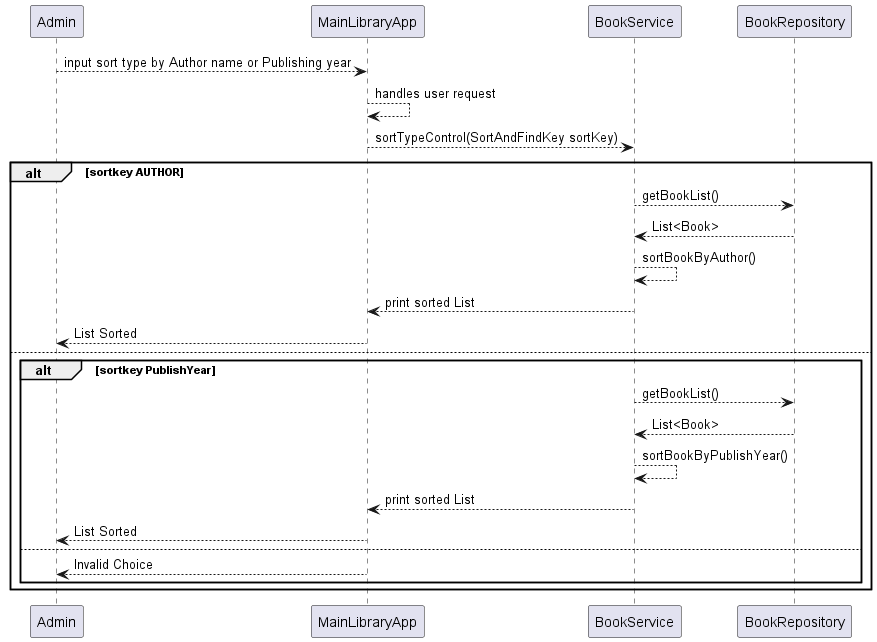 Admin MainLibraryApp BookService BookRepository
input sort type by Author name or Publishing year
handles user request
sortTypeControl(SortAndFindKey sortKey)
alt [sortkey AUTHOR]
getBookList()
List<Book>
sortBookByAuthor()
print sorted List
List Sorted
alt [sortkey PublishYear]
getBookList()
List<Book>
sortBookByPublishYear()
print sorted List
List Sorted
Invalid Choice
Admin MainLibraryApp BookService BookRepository